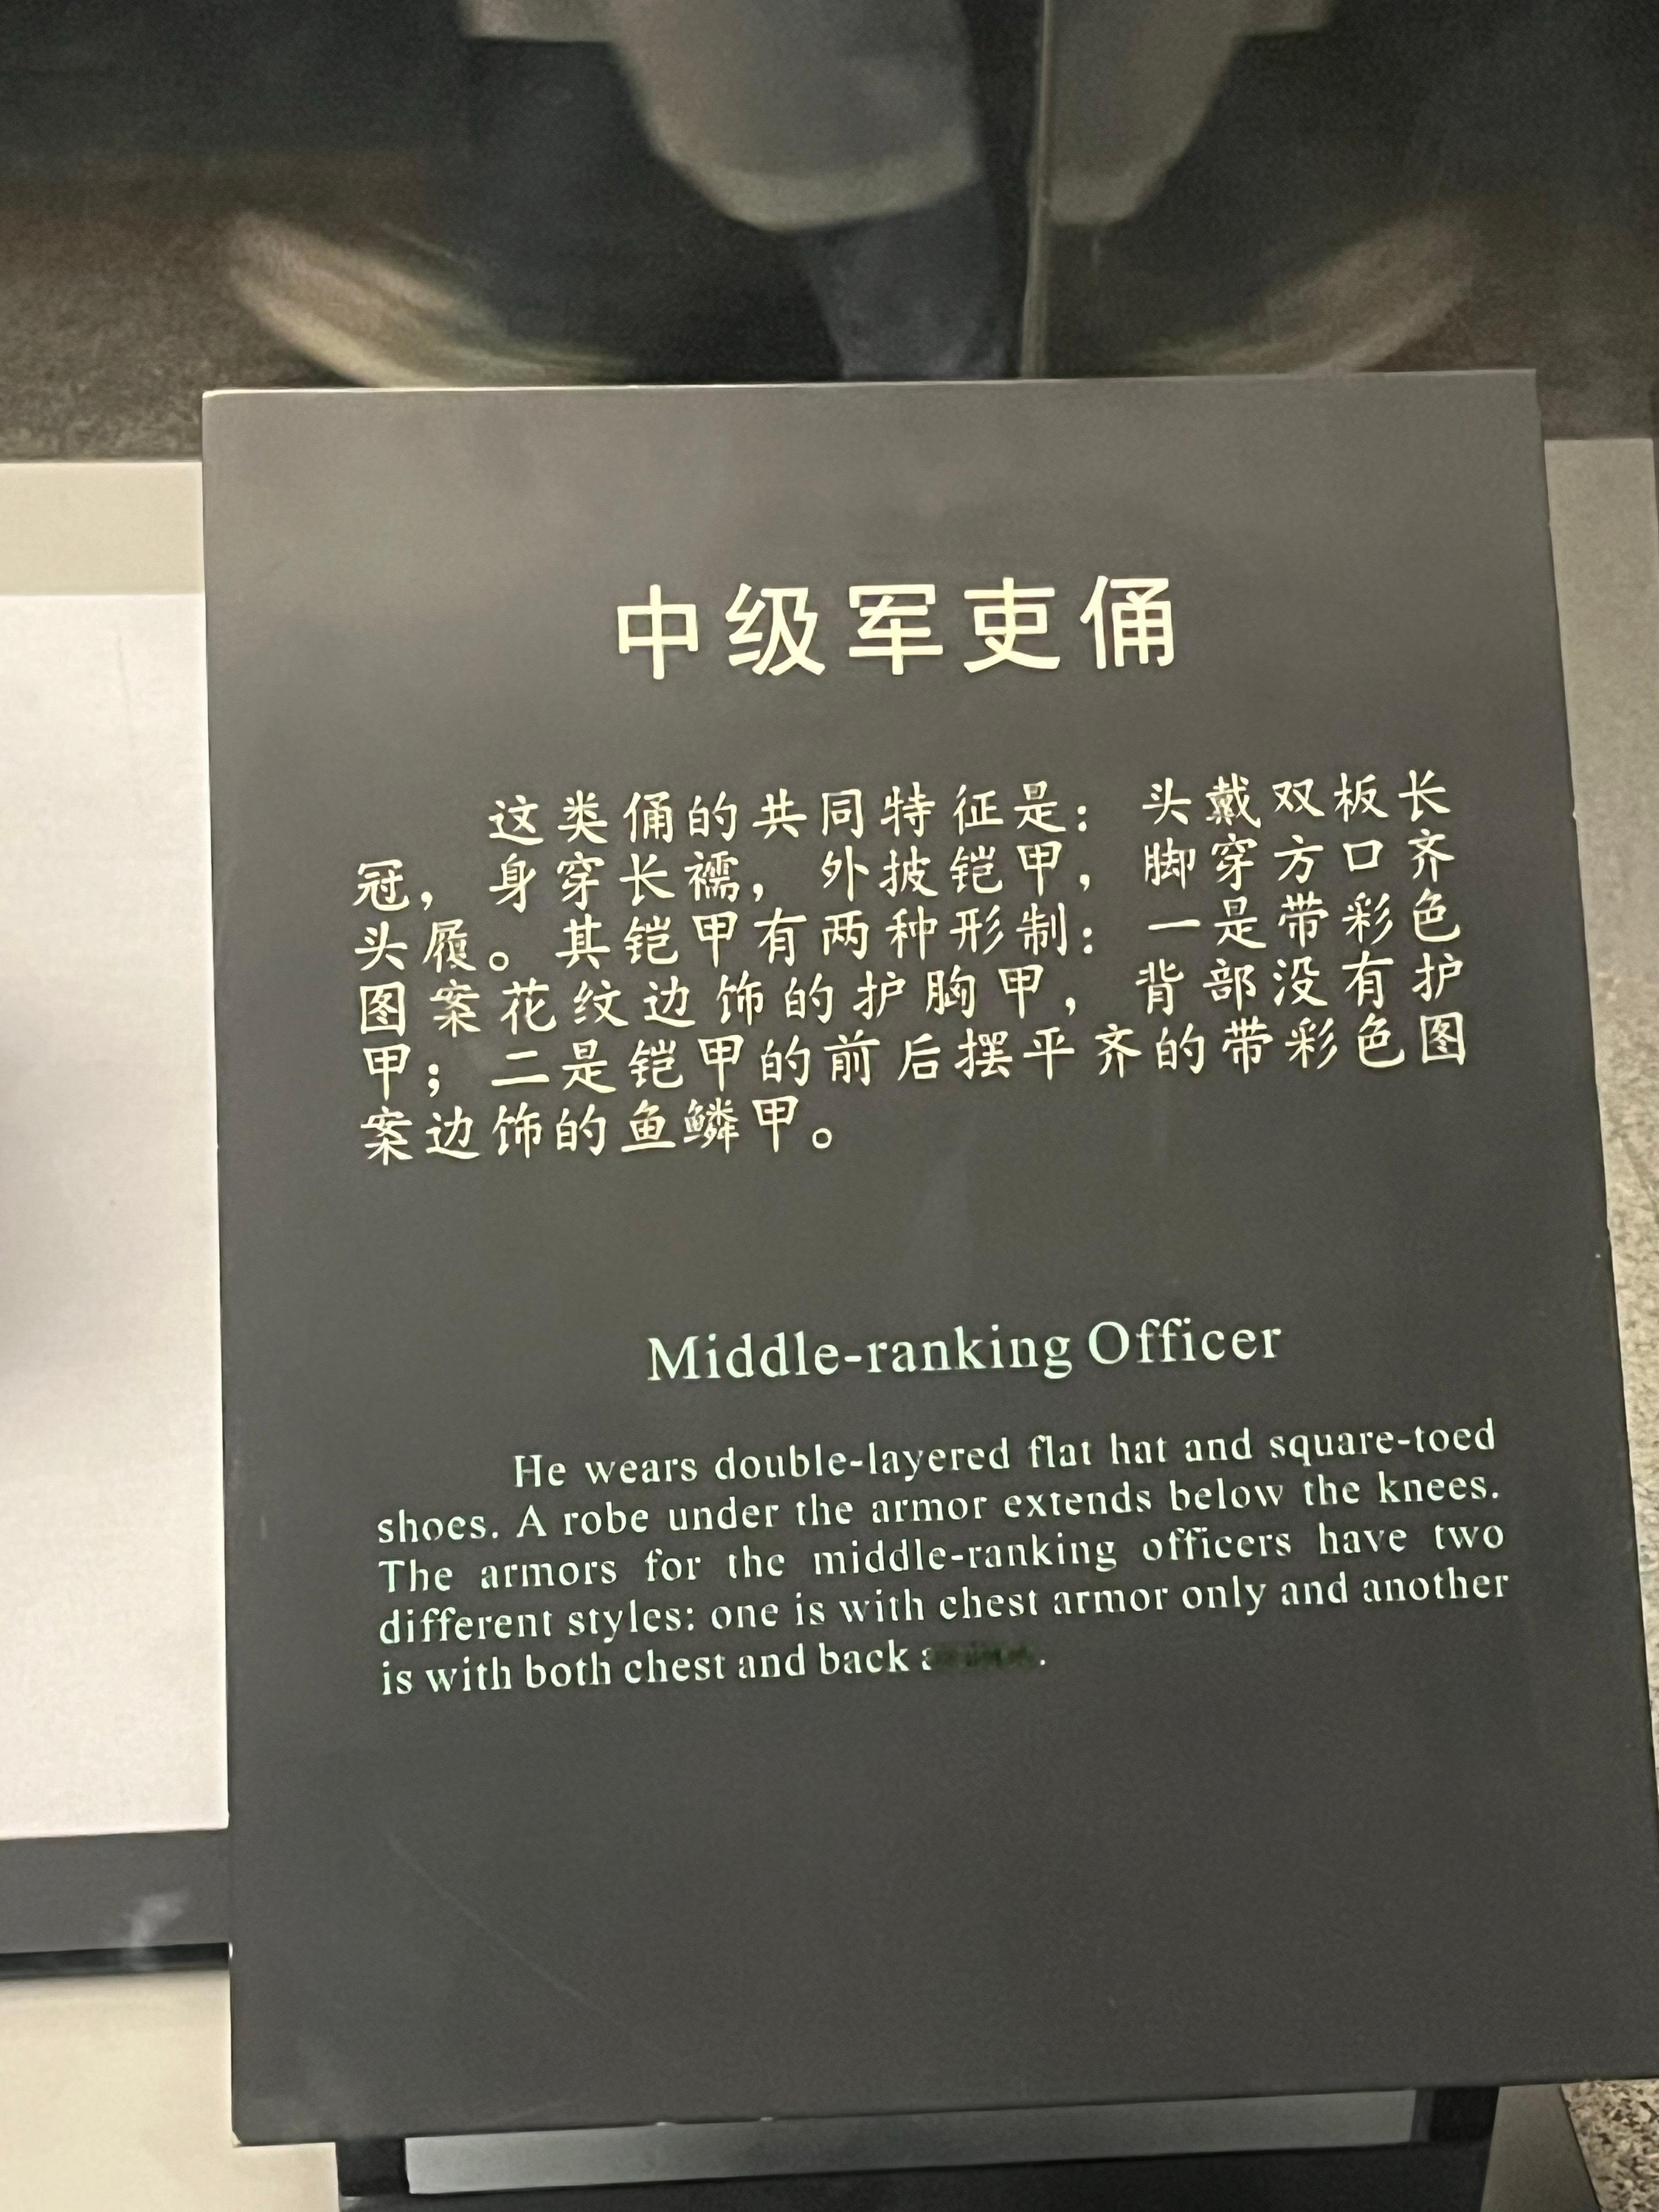 中级军吏俑
这类俑的共同特征是：头戴双板长
冠，身穿长襦，外披铠甲，脚穿方口齐
头履。其铠甲有两种形制：一是带彩色
图案花纹边饰的护胸甲，背部没有护
甲；二是铠甲的前后摆平齐的带彩色图
案边饰的鱼鳞甲。
Middle-ranking Officer
He wears double-layered flat hat and square-toed
shoes. A robe under the armor extends below the knees.
The armors for the middle-ranking officers have two
different styles: one is with chest armor only and another
is with both chest and back